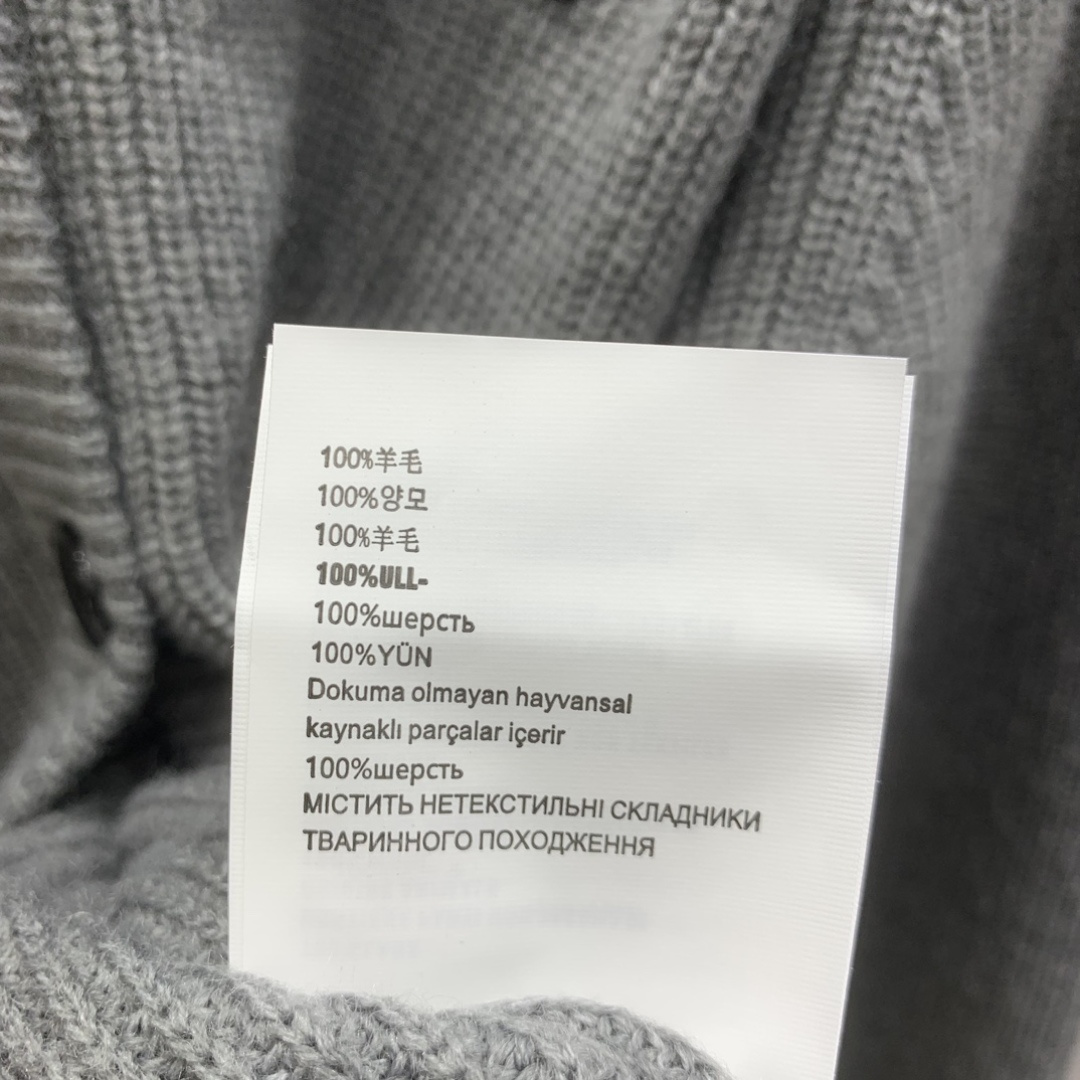 100%羊毛
100%양모
100%羊毛
100%ULL-
100%шерсть
100%YÜN
Dokuma olmayan hayvansal
kaynaklı parçalar içerir
100%шерсть
МІСТИТЬ НЕТЕКСТИЛЬНІ СКЛАДНИКИ
ТВАРИННОГО ПОХОДЖЕННЯ